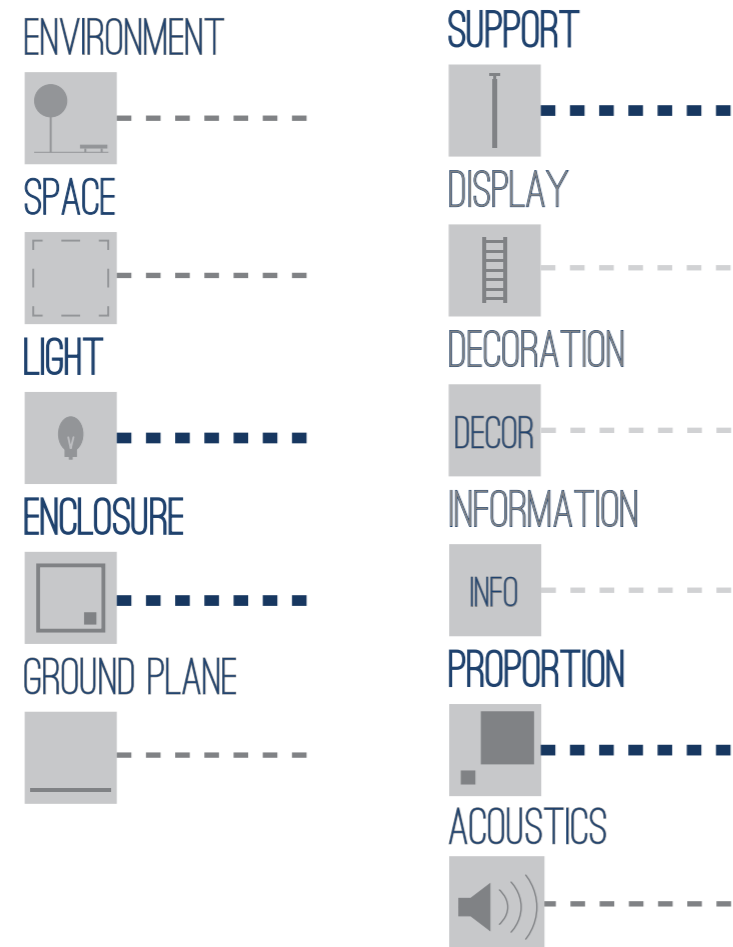 ENVIRONMENT
SPACE
LIGHT
ENCLOSURE
GROUND PLANE
SUPPORT
DISPLAY
DECORATION
DECOR
INFORMATION
INFO
PROPORTION
ACOUSTICS